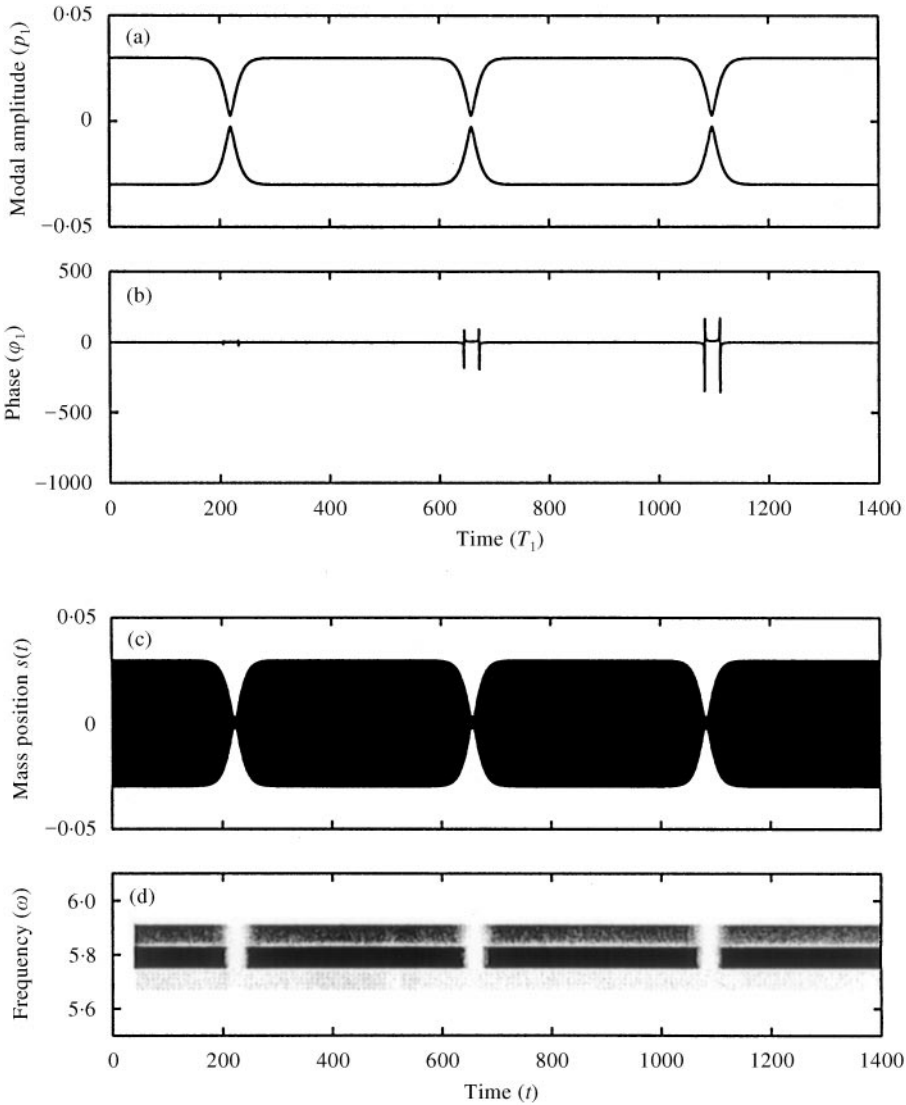 0·05
(a)
Modal amplitude (p₁)
0
−0·05
500
(b)
Phase (φ₁)
0
−500
−1000
0 200 400 600 800 1000 1200 1400
Time (T₁)
0·05
(c)
Mass position s(t)
0
−0·05
(d)
Frequency (ω)
6·0
5·8
5·6
0 200 400 600 800 1000 1200 1400
Time (t)